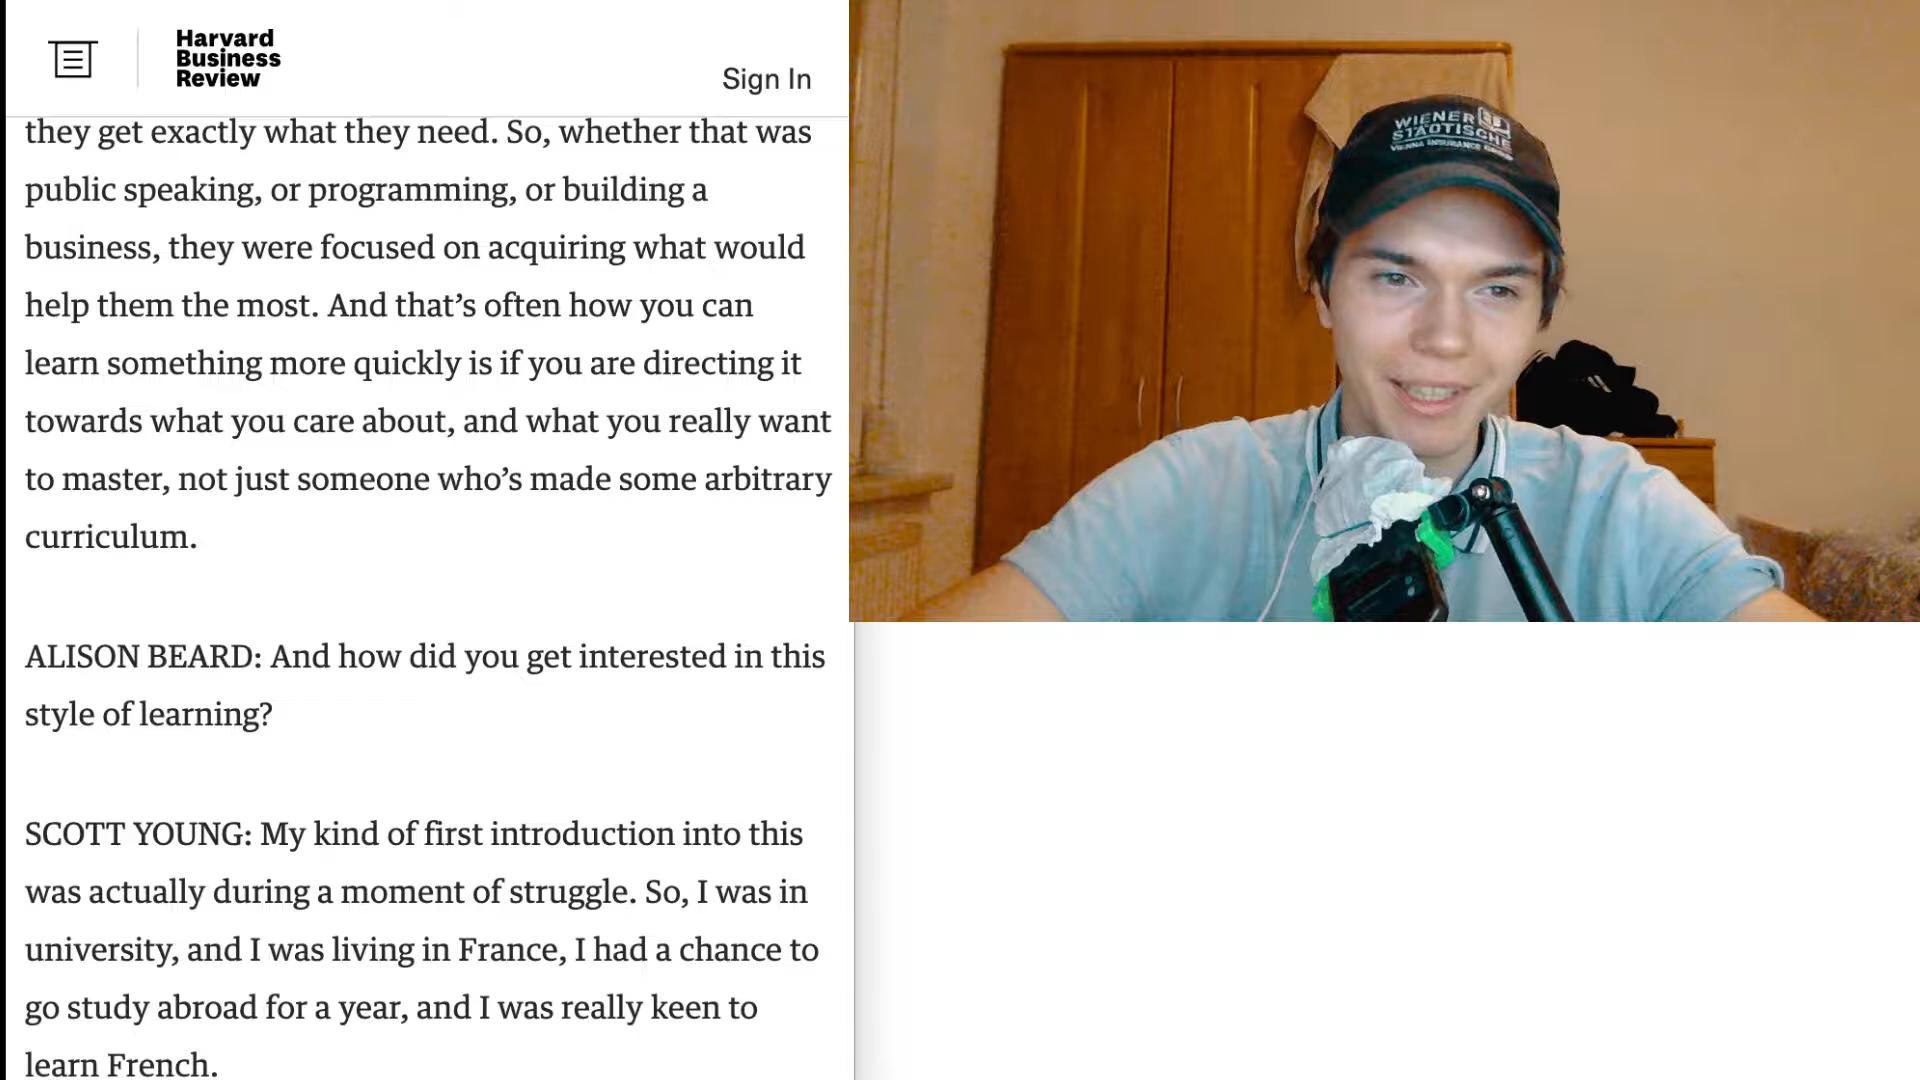 Harvard
Business
Review
Sign In
they get exactly what they need. So, whether that was
public speaking, or programming, or building a
business, they were focused on acquiring what would
help them the most. And that’s often how you can
learn something more quickly is if you are directing it
towards what you care about, and what you really want
to master, not just someone who’s made some arbitrary
curriculum.
ALISON BEARD: And how did you get interested in this
style of learning?
SCOTT YOUNG: My kind of first introduction into this
was actually during a moment of struggle. So, I was in
university, and I was living in France, I had a chance to
go study abroad for a year, and I was really keen to
learn French.
WIENER
STÄDTISCHE
VIENNA INSURANCE GROUP